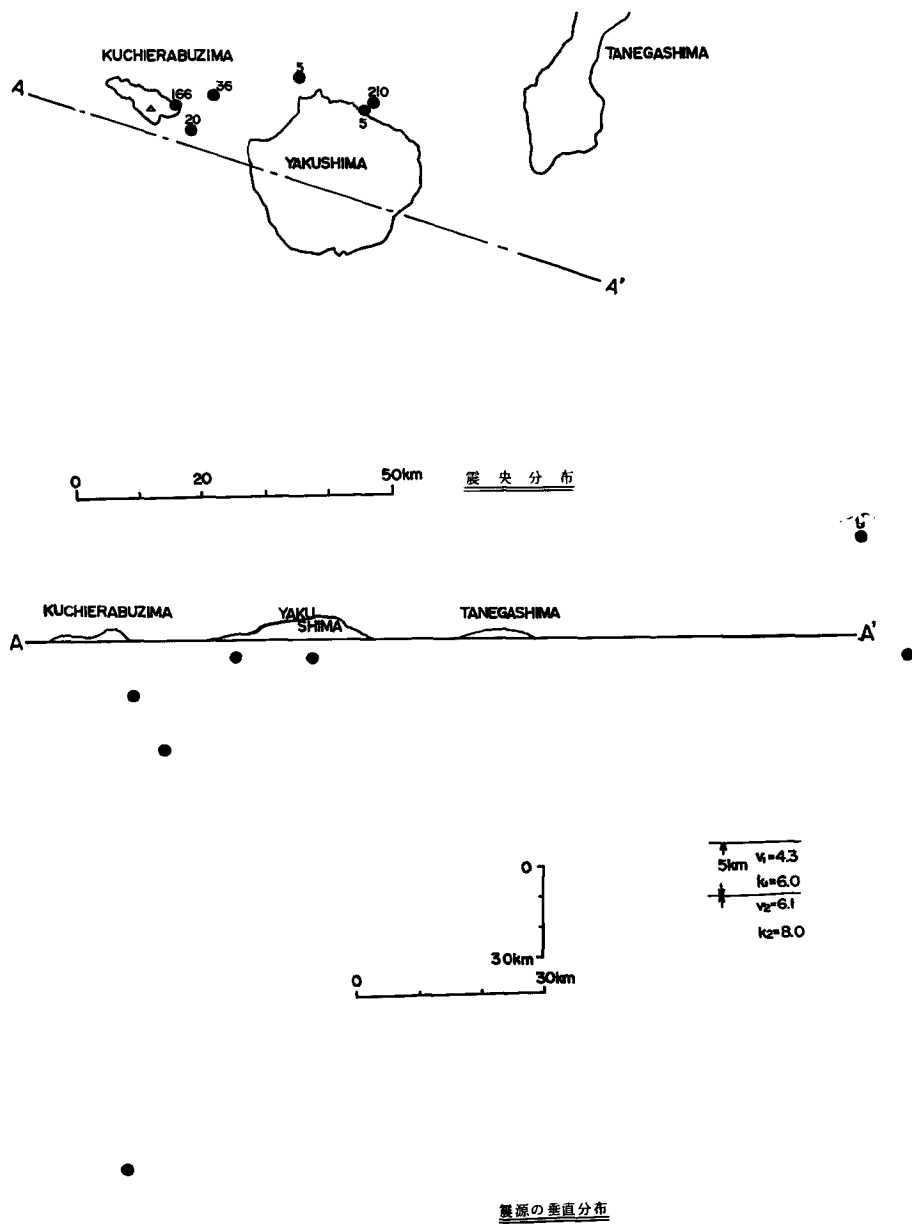 KUCHIERABUZIMA
TANEGASHIMA
A
5
36
166
210
20
5
YAKUSHIMA
A'
0 20 50km
震央分布
KUCHIERABUZIMA YAKU SHIMA TANEGASHIMA
A A'
0
30km
0 30km
5km
v₁=4.3
k₁=6.0
v₂=6.1
k₂=8.0
震源の垂直分布